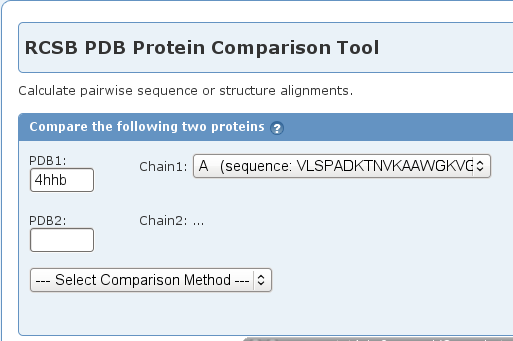 RCSB PDB Protein Comparison Tool
Calculate pairwise sequence or structure alignments.
Compare the following two proteins ?
PDB1:
4hhb
Chain1: A (sequence: VLSPADKTNVKAAWGKVG
PDB2:
Chain2: ...
--- Select Comparison Method ---